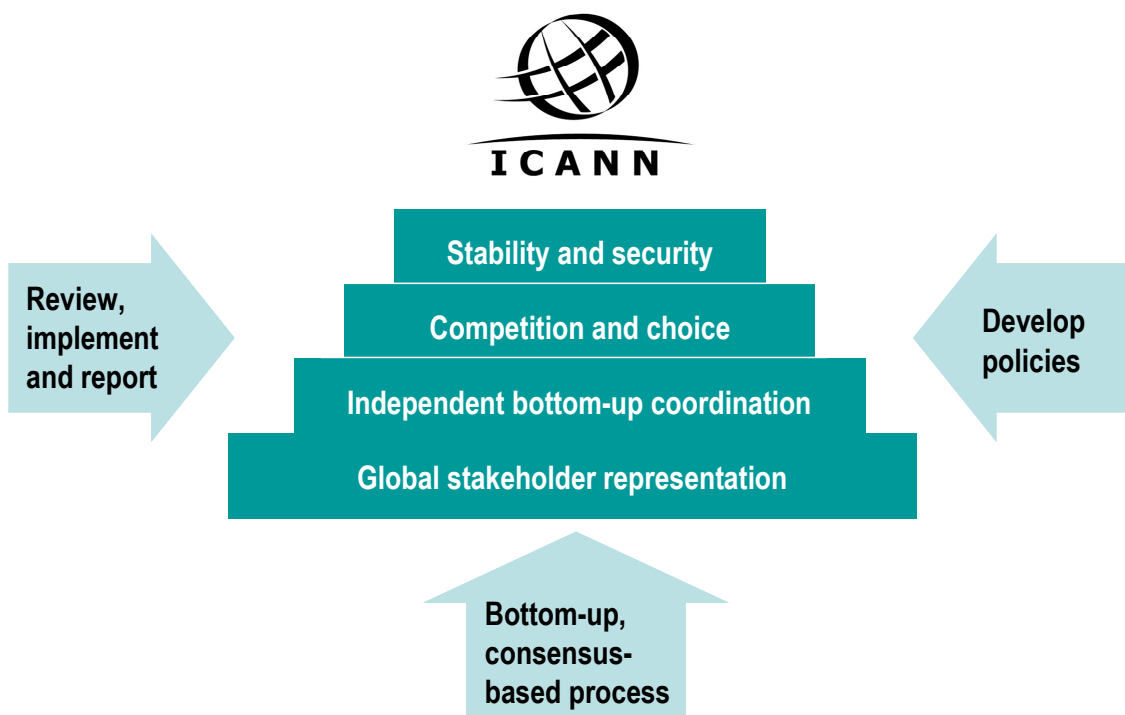 ICANN
Stability and security
Competition and choice
Independent bottom-up coordination
Global stakeholder representation
Review,
implement
and report
Develop
policies
Bottom-up,
consensus-
based process